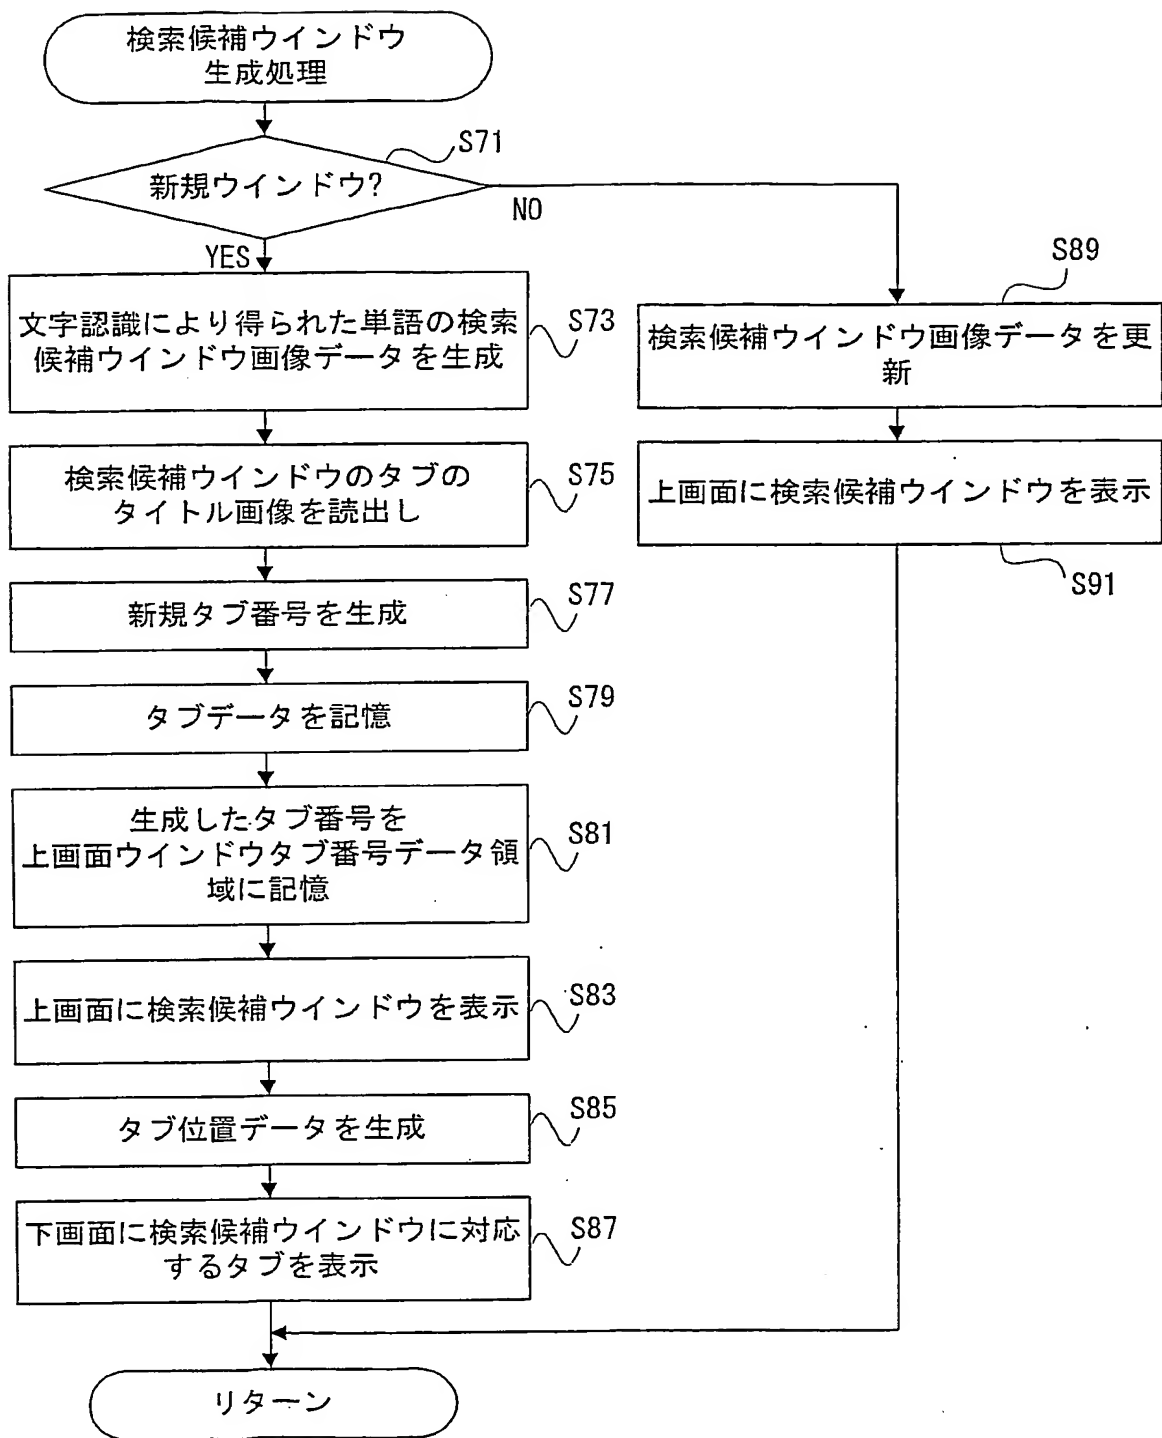 検索候補ウインドウ
生成処理
S71
新規ウインドウ?
NO
YES
文字認識により得られた単語の検索
候補ウインドウ画像データを生成
S73
検索候補ウインドウのタブの
タイトル画像を読出し
S75
新規タブ番号を生成
S77
タブデータを記憶
S79
生成したタブ番号を
上画面ウインドウタブ番号データ領
域に記憶
S81
上画面に検索候補ウインドウを表示
S83
タブ位置データを生成
S85
下画面に検索候補ウインドウに対応
するタブを表示
S87
S89
検索候補ウインドウ画像データを更
新
上画面に検索候補ウインドウを表示
S91
リターン